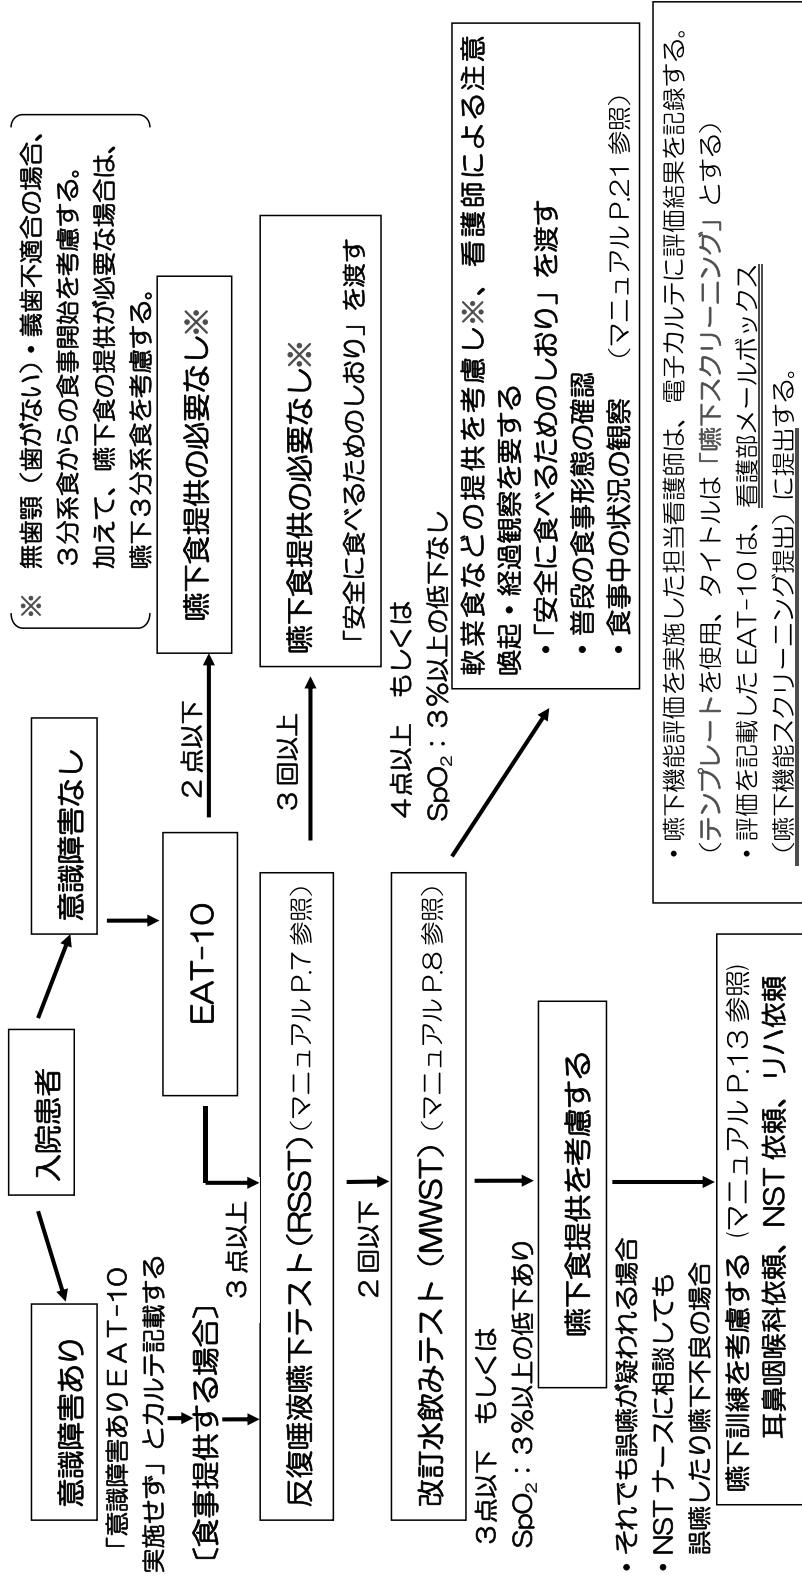 入院患者
意識障害あり
意識障害なし
「意識障害ありEAT-10
実施せず」とカルテ記載する
〔食事提供する場合〕
EAT-10
２点以下
嚥下食提供の必要なし※
※ 無歯顎（歯がない）・義歯不適合の場合、
３分系食からの食事開始を考慮する。
加えて、嚥下食の提供が必要な場合は、
嚥下３分系食を考慮する。
３点以上
反復唾液嚥下テスト（RSST）（マニュアル P.7 参照）
３回以上
嚥下食提供の必要なし※
「安全に食べるためのしおり」を渡す
２回以下
改訂水飲みテスト（MWST）（マニュアル P.8 参照）
４点以上 もしくは
SpO₂：３％以上の低下なし
軟菜食などの提供を考慮し※、看護師による注意
喚起・経過観察を要する
・「安全に食べるためのしおり」を渡す
・普段の食事形態の確認
・食事中の状況の観察 （マニュアル P.21 参照）
３点以下 もしくは
SpO₂：３％以上の低下あり
嚥下食提供を考慮する
・それでも誤嚥が疑われる場合
・NST ナースに相談しても
誤嚥したり嚥下不良の場合
嚥下訓練を考慮する（マニュアル P.13 参照）
耳鼻咽喉科依頼、NST 依頼、リハ依頼
・嚥下機能評価を実施した担当看護師は、電子カルテに評価結果を記録する。
（テンプレートを使用、タイトルは「嚥下スクリーニング」とする）
・評価を記載した EAT-10 は、看護部メールボックス
（嚥下機能スクリーニング提出）に提出する。